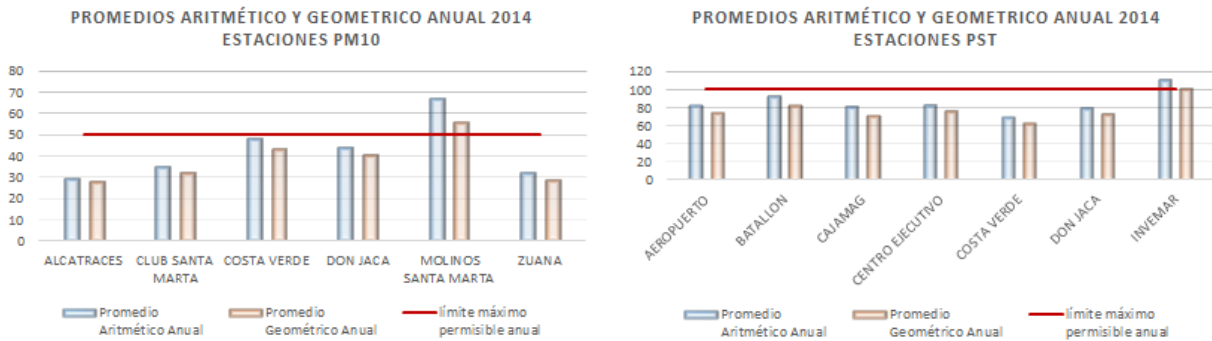 PROMEDIOS ARITMÉTICO Y GEOMETRICO ANUAL 2014
ESTACIONES PM10
80
70
60
50
40
30
20
10
0
ALCATRACES
CLUB SANTA
MARTA
COSTA VERDE
DON JACA
MOLINOS
SANTA MARTA
ZUANA
Promedio
Aritmético Anual
Promedio
Geométrico Anual
límite máximo
permisible anual
PROMEDIOS ARITMÉTICO Y GEOMETRICO ANUAL 2014
ESTACIONES PST
120
100
80
60
40
20
0
AEROPUERTO
BATALLON
CAJAMAG
CENTRO EJECUTIVO
COSTA VERDE
DON JACA
INVEMAR
Promedio
Aritmético Anual
Promedio
Geométrico Anual
límite máximo
permisible anual